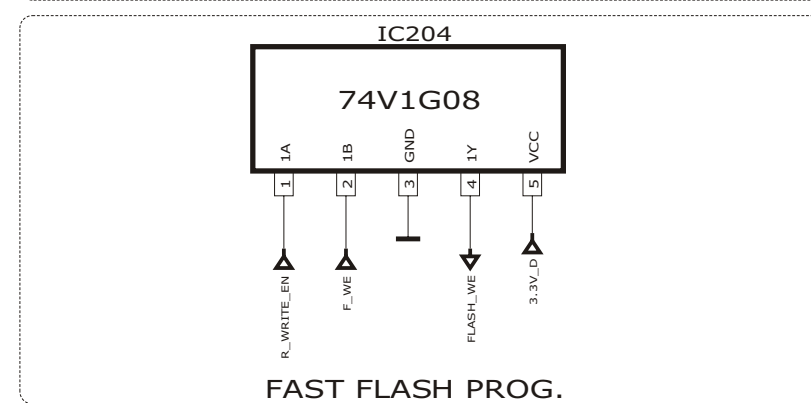 IC204
74V1G08
1A
1B
GND
1Y
VCC
1
2
3
4
5
R_WRITE_EN
F_WE
FLASH_WE
3.3V_D
FAST FLASH PROG.